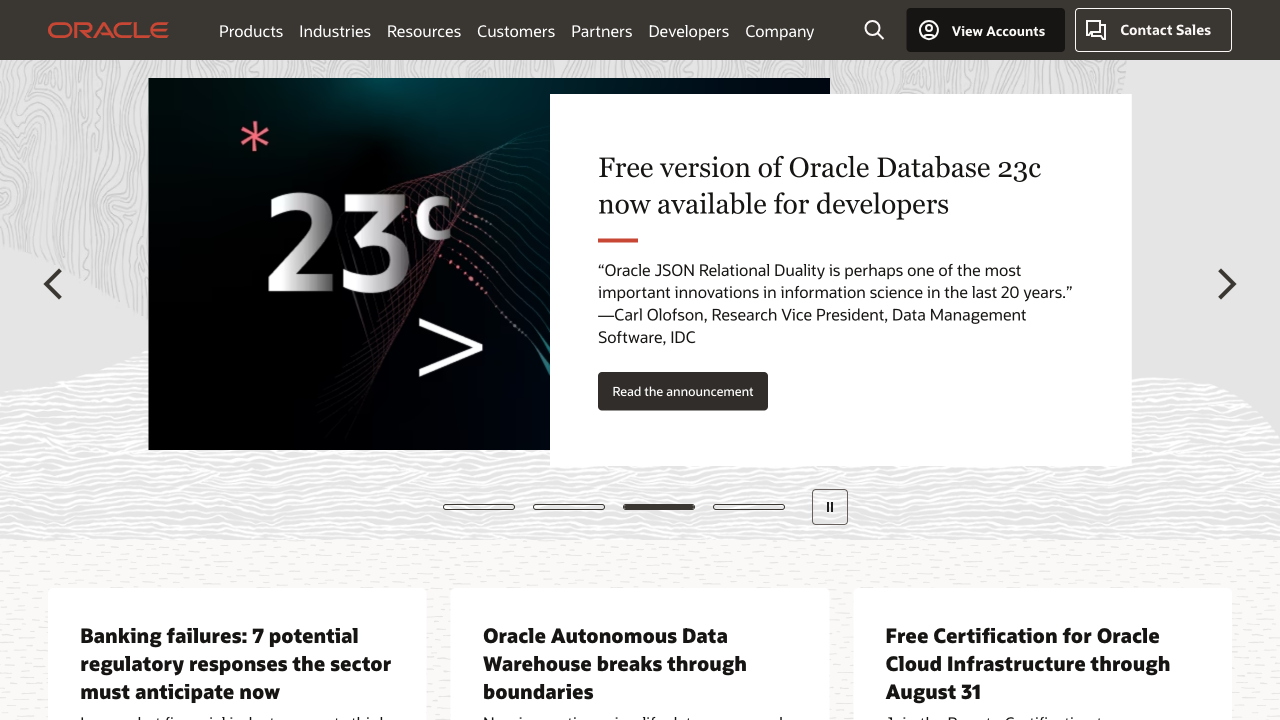 ORACLE
Products Industries Resources Customers Partners Developers Company
View Accounts
Contact Sales
*
23c
>
Free version of Oracle Database 23c
now available for developers
“Oracle JSON Relational Duality is perhaps one of the most
important innovations in information science in the last 20 years.”
—Carl Olofson, Research Vice President, Data Management
Software, IDC
Read the announcement
Banking failures: 7 potential
regulatory responses the sector
must anticipate now
Oracle Autonomous Data
Warehouse breaks through
boundaries
Free Certification for Oracle
Cloud Infrastructure through
August 31